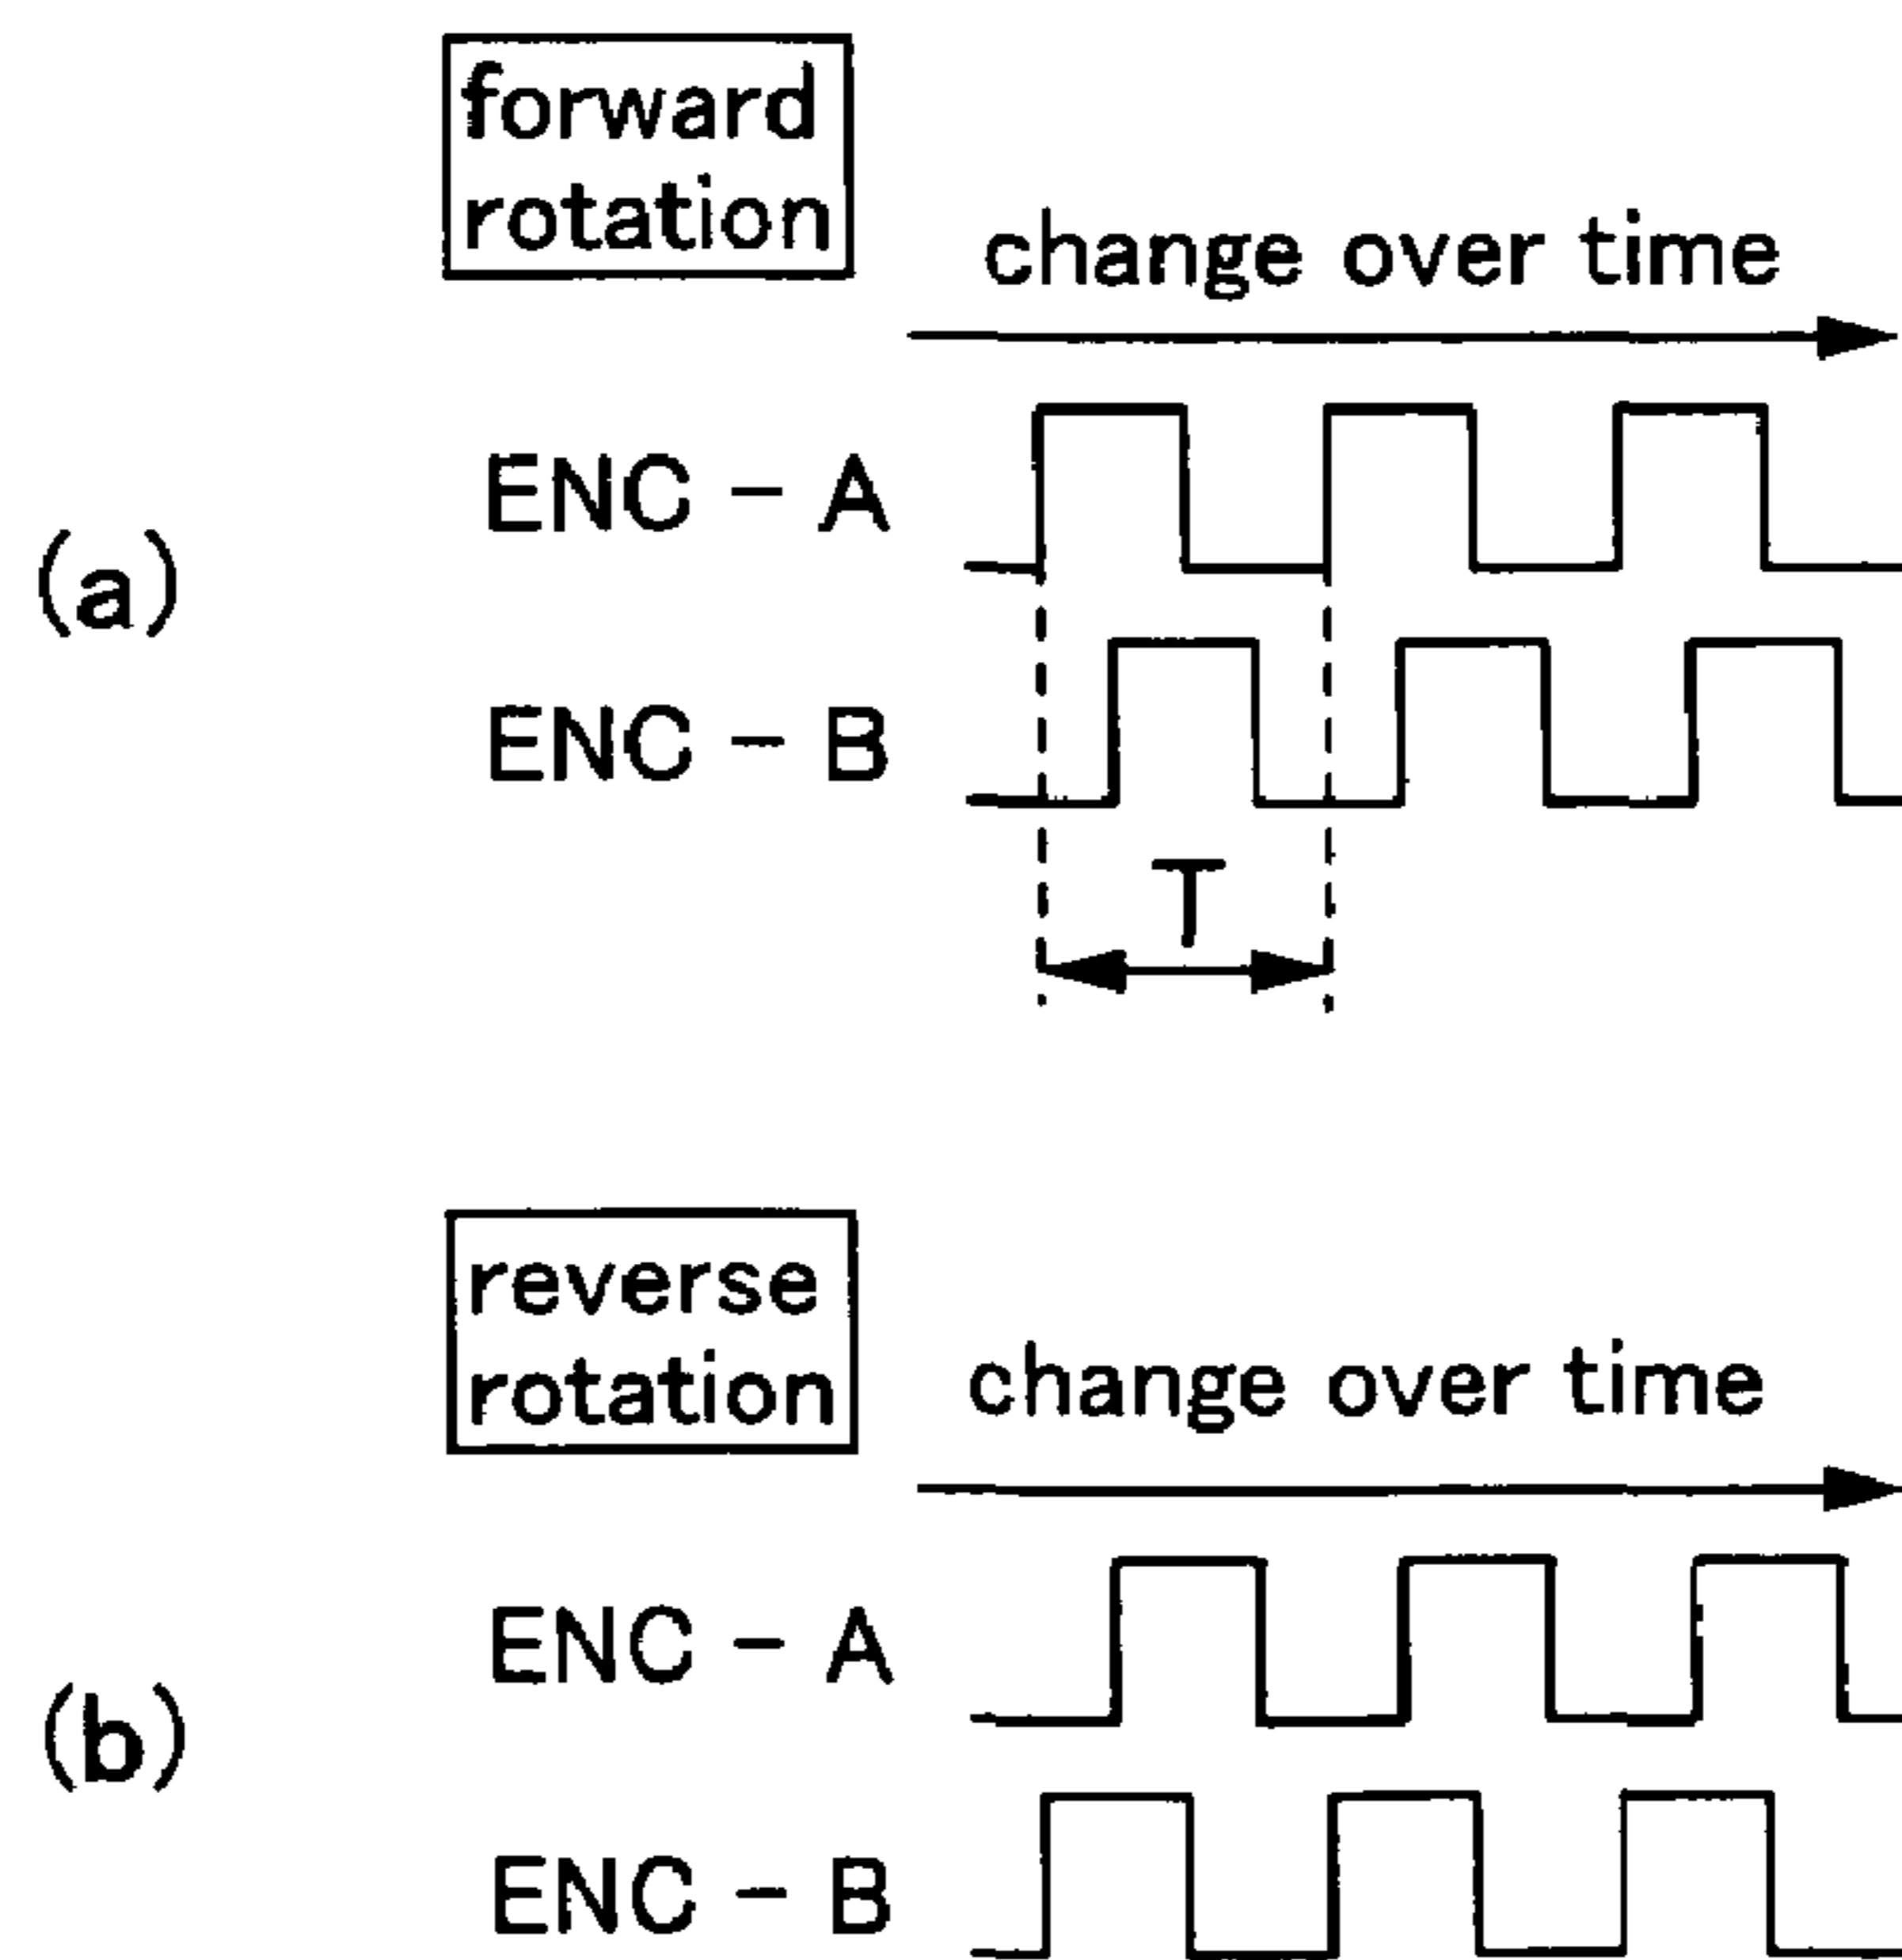 forward
rotation
change over time
ENC - A
(a)
ENC - B
T
reverse
rotation
change over time
ENC - A
(b)
ENC - B